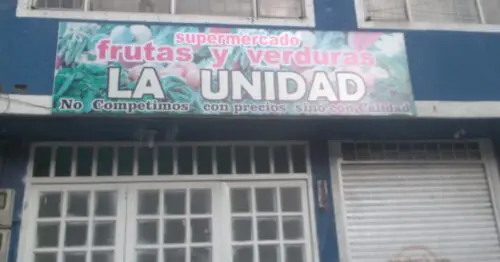 supermercado
frutas y verduras
LA UNIDAD
No Competimos con precios sino con Calidad